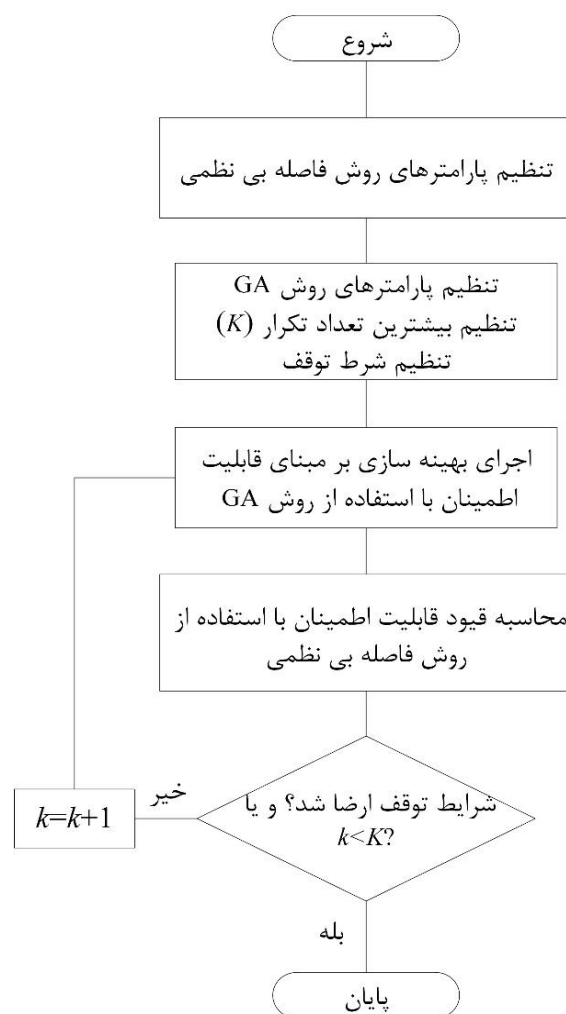 شروع
تنظیم پارامترهای روش فاصله بی نظمی
تنظیم پارامترهای روش GA
تنظیم بیشترین تعداد تکرار (K)
تنظیم شرط توقف
اجرای بهینه سازی بر مبنای قابلیت
اطمینان با استفاده از روش GA
محاسبه قیود قابلیت اطمینان با استفاده از
روش فاصله بی نظمی
شرایط توقف ارضا شد؟ و یا
k<K?
خیر
k=k+1
بله
پایان